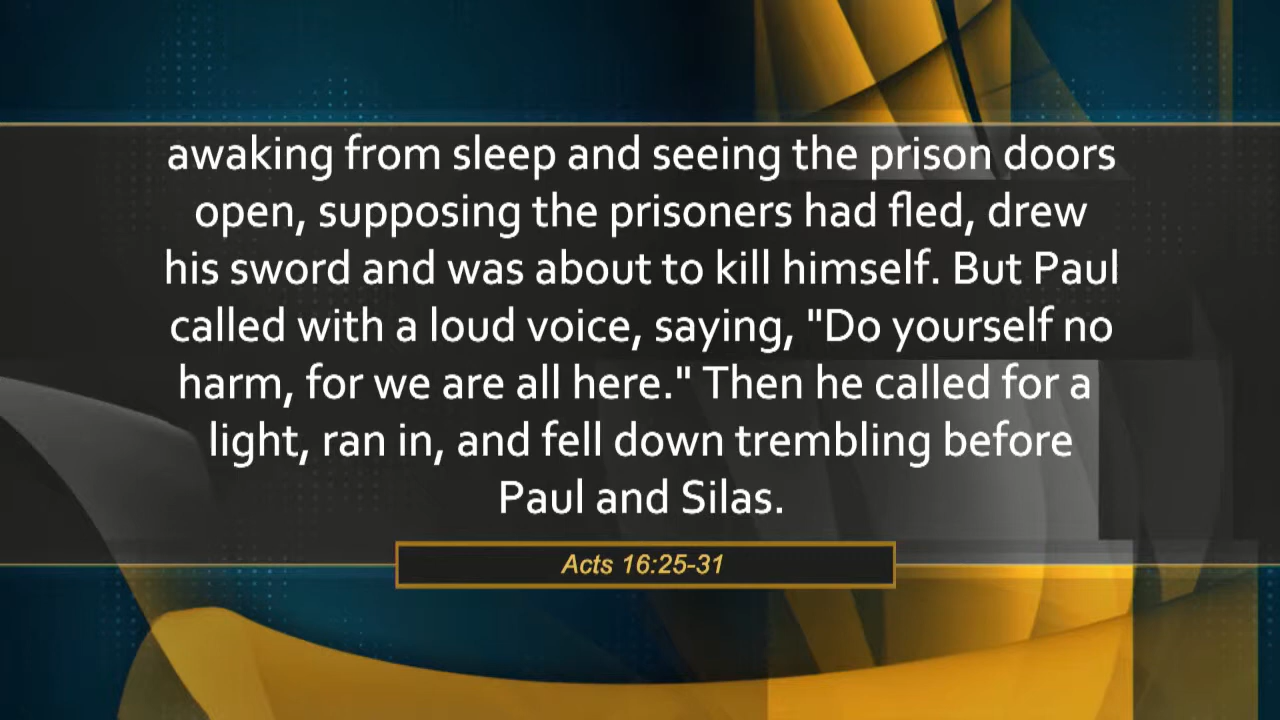 awaking from sleep and seeing the prison doors
open, supposing the prisoners had fled, drew
his sword and was about to kill himself. But Paul
called with a loud voice, saying, "Do yourself no
harm, for we are all here." Then he called for a
light, ran in, and fell down trembling before
Paul and Silas.
Acts 16:25-31